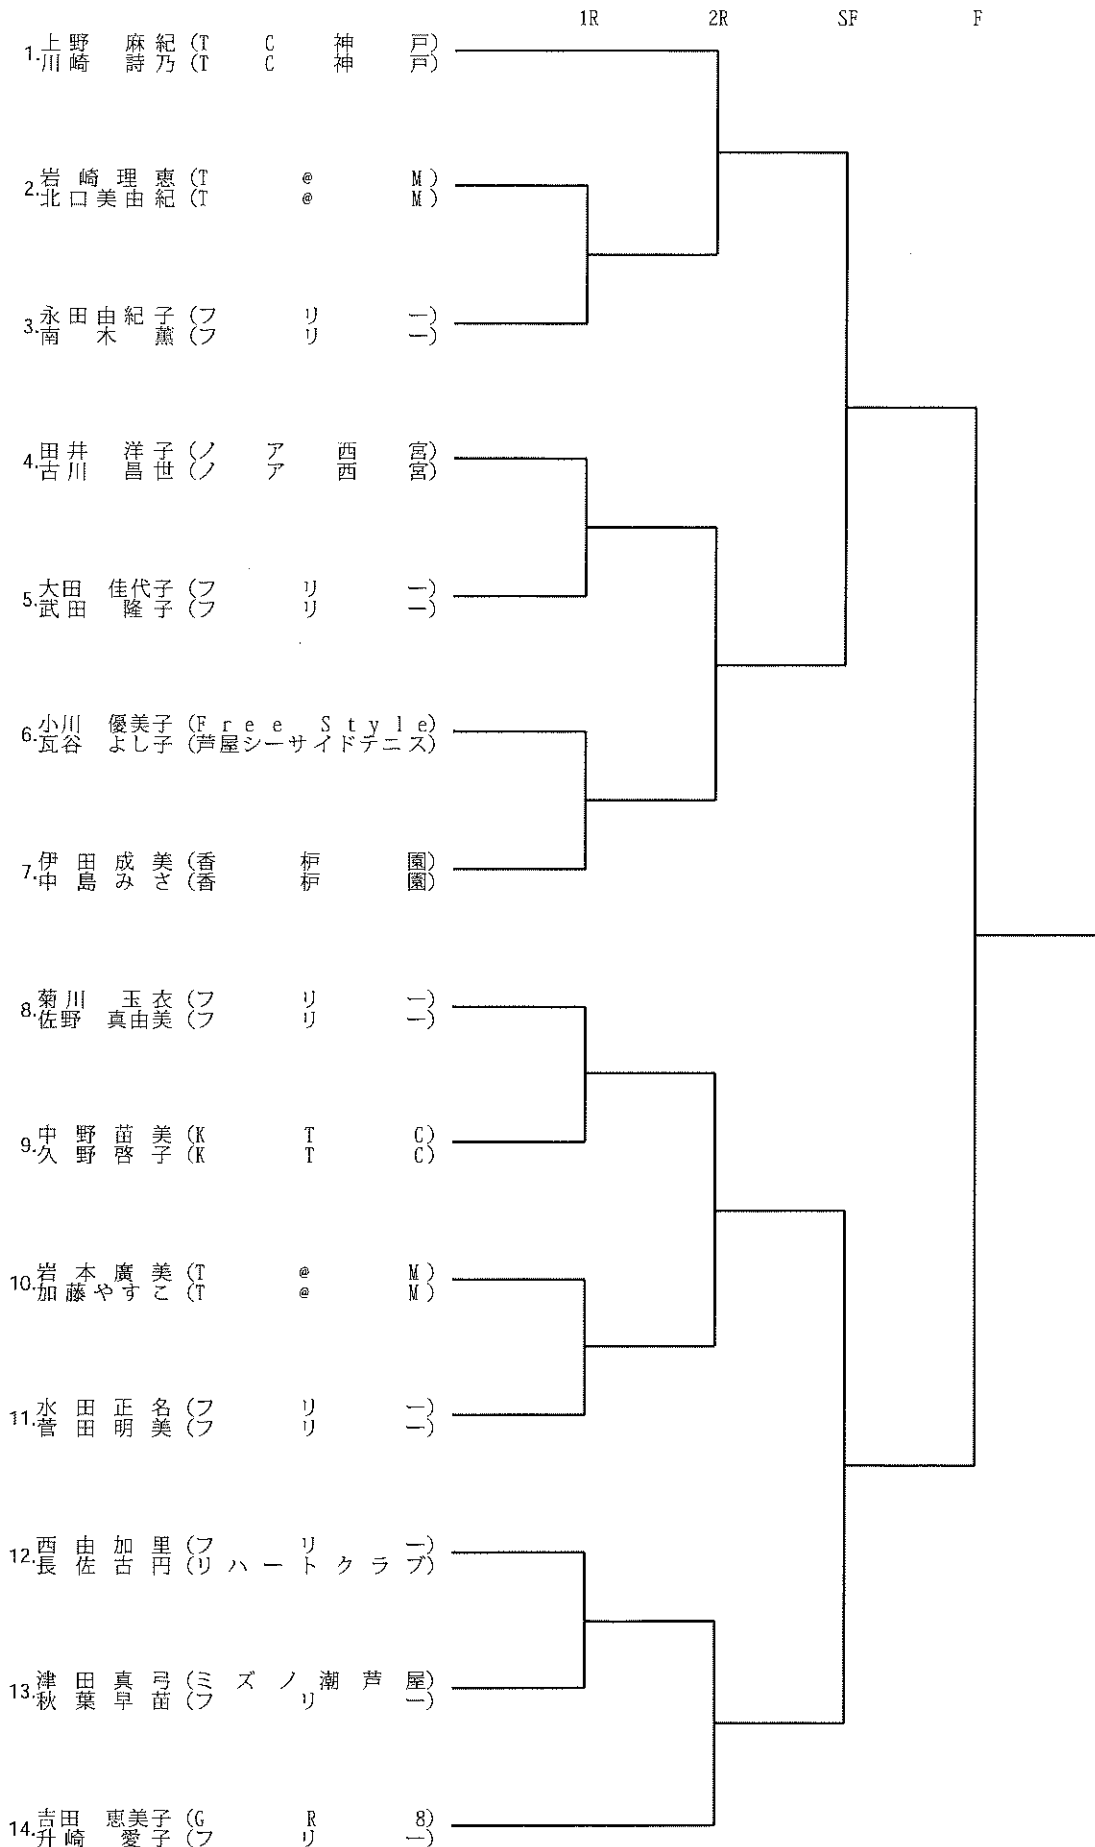 1R 2R SF F
1. 上野 麻紀 (TC神戸)
川崎 詩乃 (TC神戸)
2. 岩崎理恵 (T@M)
北口美由紀 (T@M)
3. 永田由紀子 (フリー)
南木 薫 (フリー)
4. 田井 洋子 (ノア西宮)
古川 昌世 (ノア西宮)
5. 大田 佳代子 (フリー)
武田 隆子 (フリー)
6. 小川 優美子 (Free Style)
瓦谷 よし子 (芦屋シーサイドテニス)
7. 伊田成美 (香枦園)
中島みさ (香枦園)
8. 菊川 玉衣 (フリー)
佐野 真由美 (フリー)
9. 中野苗美 (KTC)
久野啓子 (KTC)
10. 岩本廣美 (T@M)
加藤やすこ (T@M)
11. 水田正名 (フリー)
菅田明美 (フリー)
12. 西由加里 (フリー)
長佐古円 (リハートクラブ)
13. 津田真弓 (ミズノ潮芦屋)
秋葉早苗 (フリー)
14. 吉田 恵美子 (GR8)
升崎 愛子 (フリー)